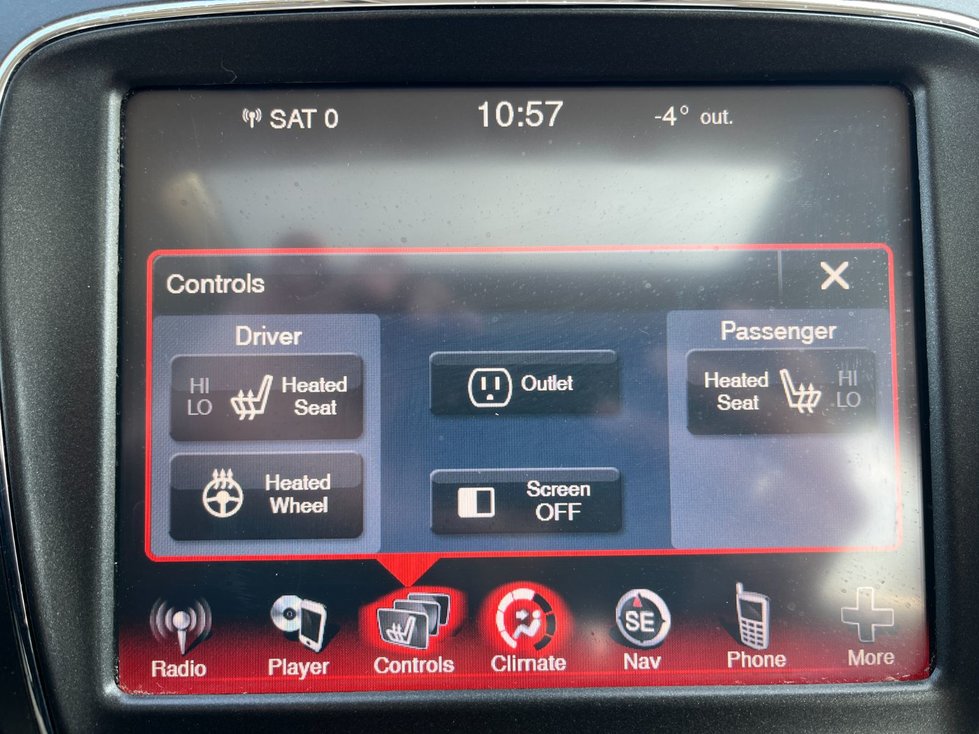 SAT 0 10:57 -4° out.
Controls
Driver
HI
LO
Heated
Seat
Heated
Wheel
Outlet
Screen
OFF
Passenger
Heated
Seat
HI
LO
Radio Player Controls Climate SE Nav Phone More